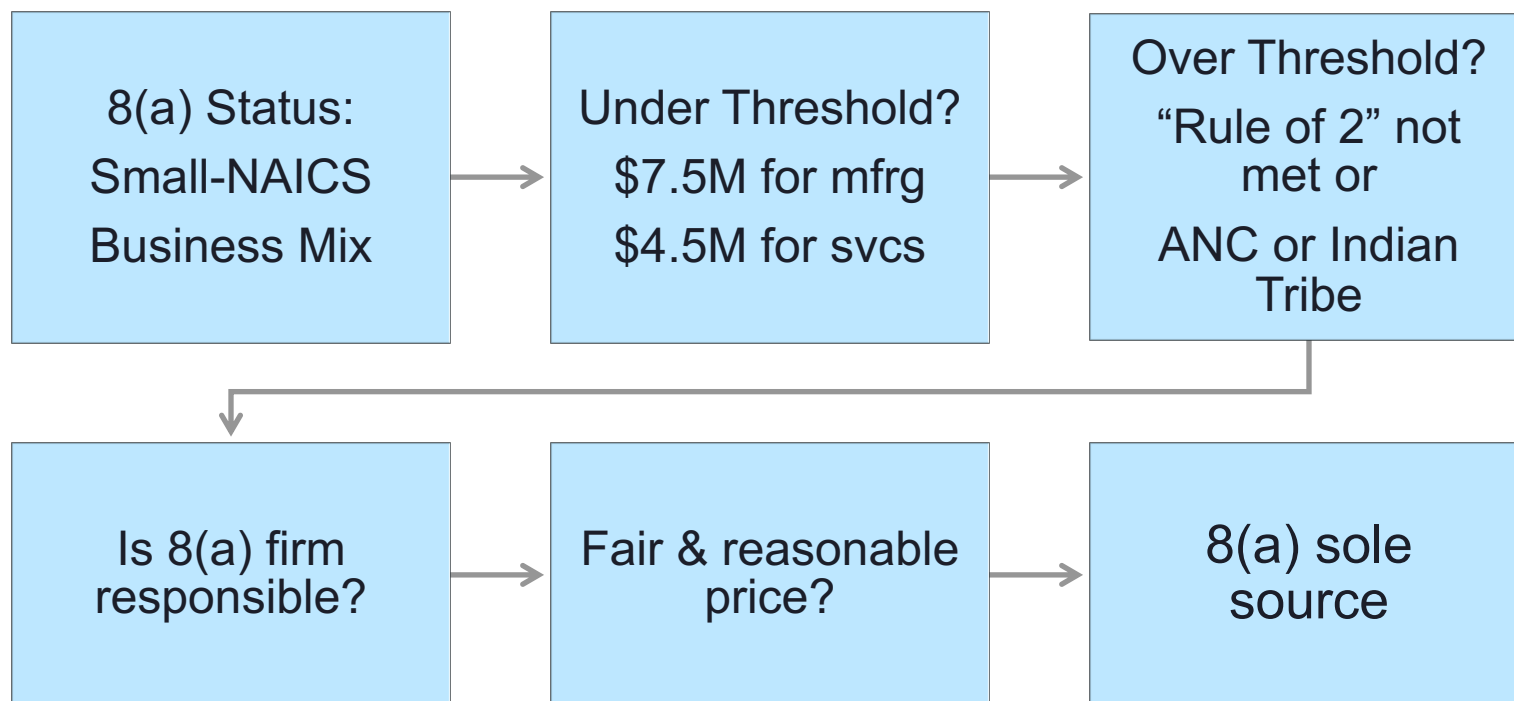 8(a) Status:
Small-NAICS
Business Mix
Under Threshold?
$7.5M for mfrg
$4.5M for svcs
Over Threshold?
“Rule of 2” not
met or
ANC or Indian
Tribe
Is 8(a) firm
responsible?
Fair & reasonable
price?
8(a) sole
source